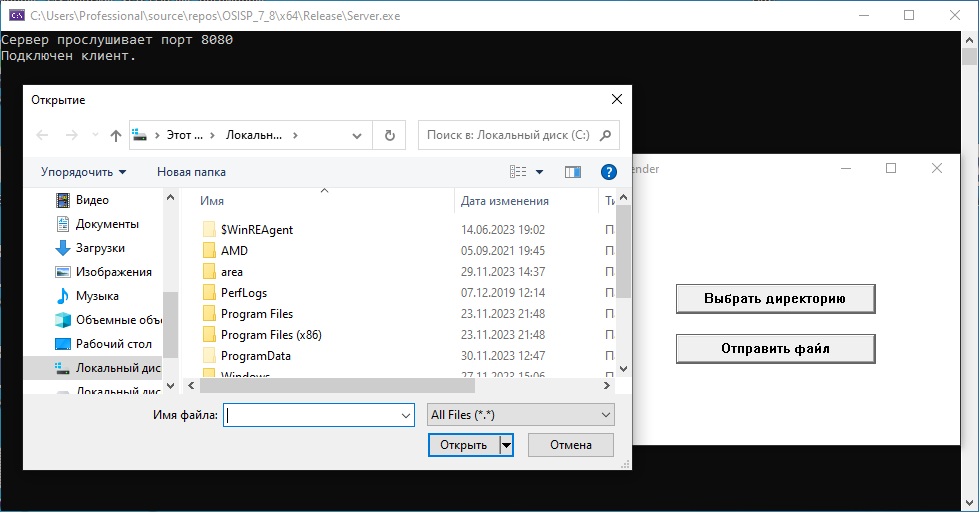 C:\Users\Professional\source\repos\OSISP_7_8\x64\Release\Server.exe
Сервер прослушивает порт 8080
Подключен клиент.
Открытие
Этот ... Локальн... Поиск в: Локальный диск (C:)
Упорядочить Новая папка
Видео
Документы
Загрузки
Изображения
Музыка
Объемные объе
Рабочий стол
Локальный дис
Локальный дис
Имя Дата изменения Ти
$WinREAgent 14.06.2023 19:02 П
AMD 05.09.2021 19:45 П
area 29.11.2023 14:37 П
PerfLogs 07.12.2019 12:14 П
Program Files 23.11.2023 21:48 П
Program Files (x86) 23.11.2023 21:48 П
ProgramData 30.11.2023 12:47 П
Windows 27.11.2023 15:06 П
Имя файла: All Files (*.*)
Открыть Отмена
ender
Выбрать директорию
Отправить файл